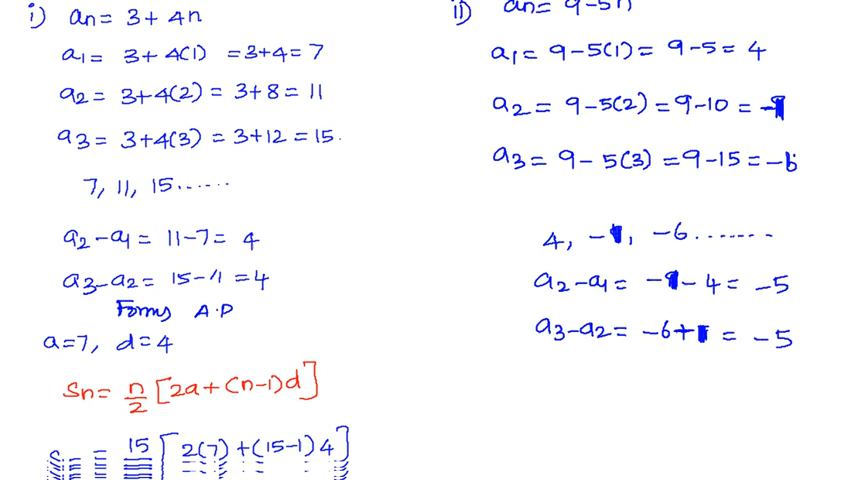 i) an = 3 + 4n
a1 = 3 + 4(1) = 3+4 = 7
a2 = 3+4(2) = 3+8 = 11
a3 = 3+4(3) = 3+12 = 15.
7, 11, 15......
a2-a1 = 11-7 = 4
a3-a2 = 15-11 = 4
Forms A.P
a=7, d=4
Sn = n/2 [2a+(n-1)d]
S = 15 [2(7)+(15-1)4]
ii) an = 9-5n
a1 = 9-5(1) = 9-5 = 4
a2 = 9-5(2) = 9-10 = -1
a3 = 9-5(3) = 9-15 = -6
4, -1, -6.......
a2-a1 = -1-4 = -5
a3-a2 = -6+1 = -5